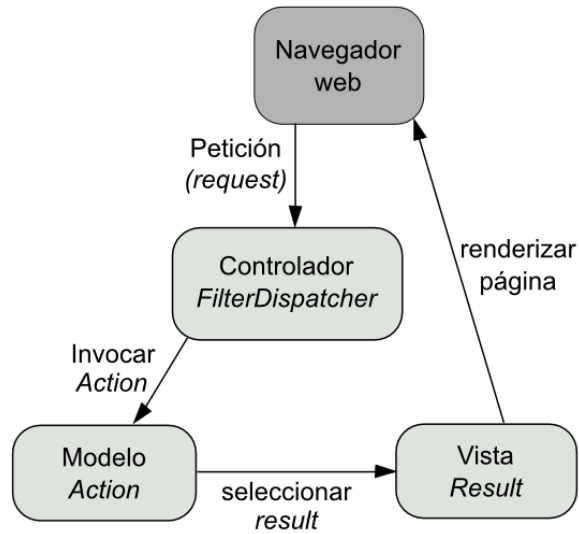 Navegador
web
Petición
(request)
Controlador
FilterDispatcher
renderizar
página
Invocar
Action
Modelo
Action
seleccionar
result
Vista
Result